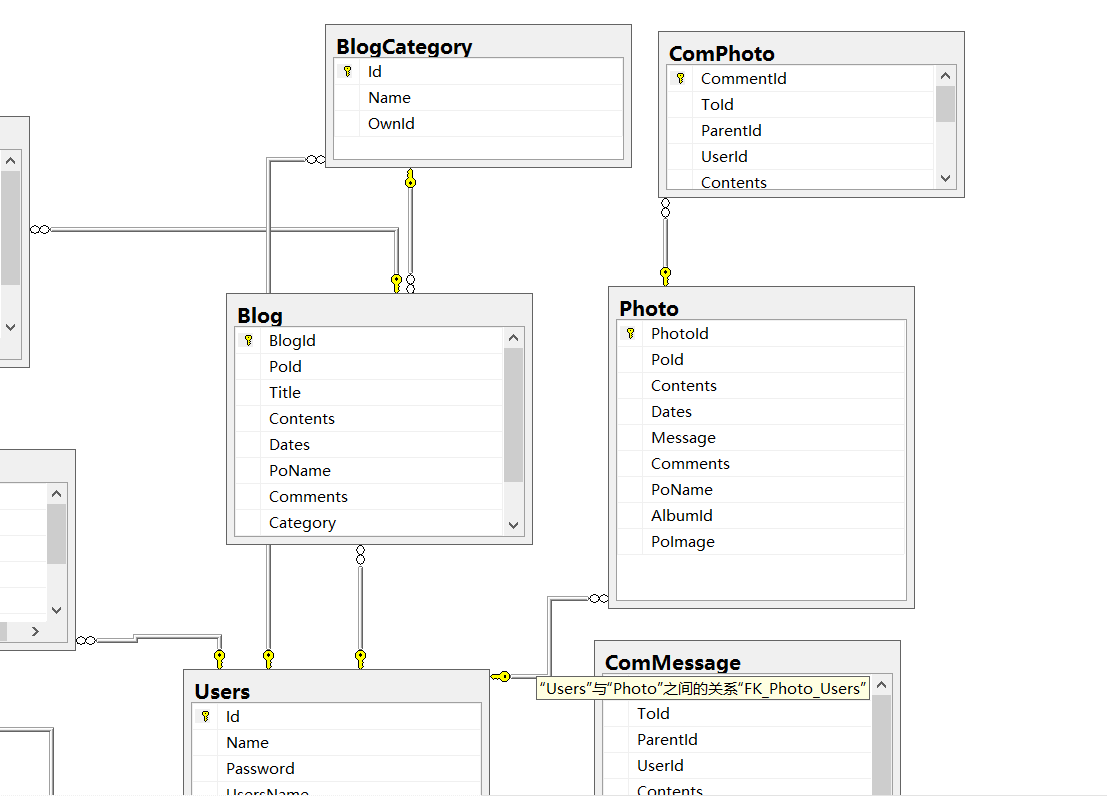 BlogCategory
Id
Name
OwnId
ComPhoto
CommentId
ToId
ParentId
UserId
Contents
Blog
BlogId
PoId
Title
Contents
Dates
PoName
Comments
Category
Photo
PhotoId
PoId
Contents
Dates
Message
Comments
PoName
AlbumId
PoImage
Users
Id
Name
Password
UsersName
ComMessage
“Users”与“Photo”之间的关系“FK_Photo_Users”
ToId
ParentId
UserId
Contents